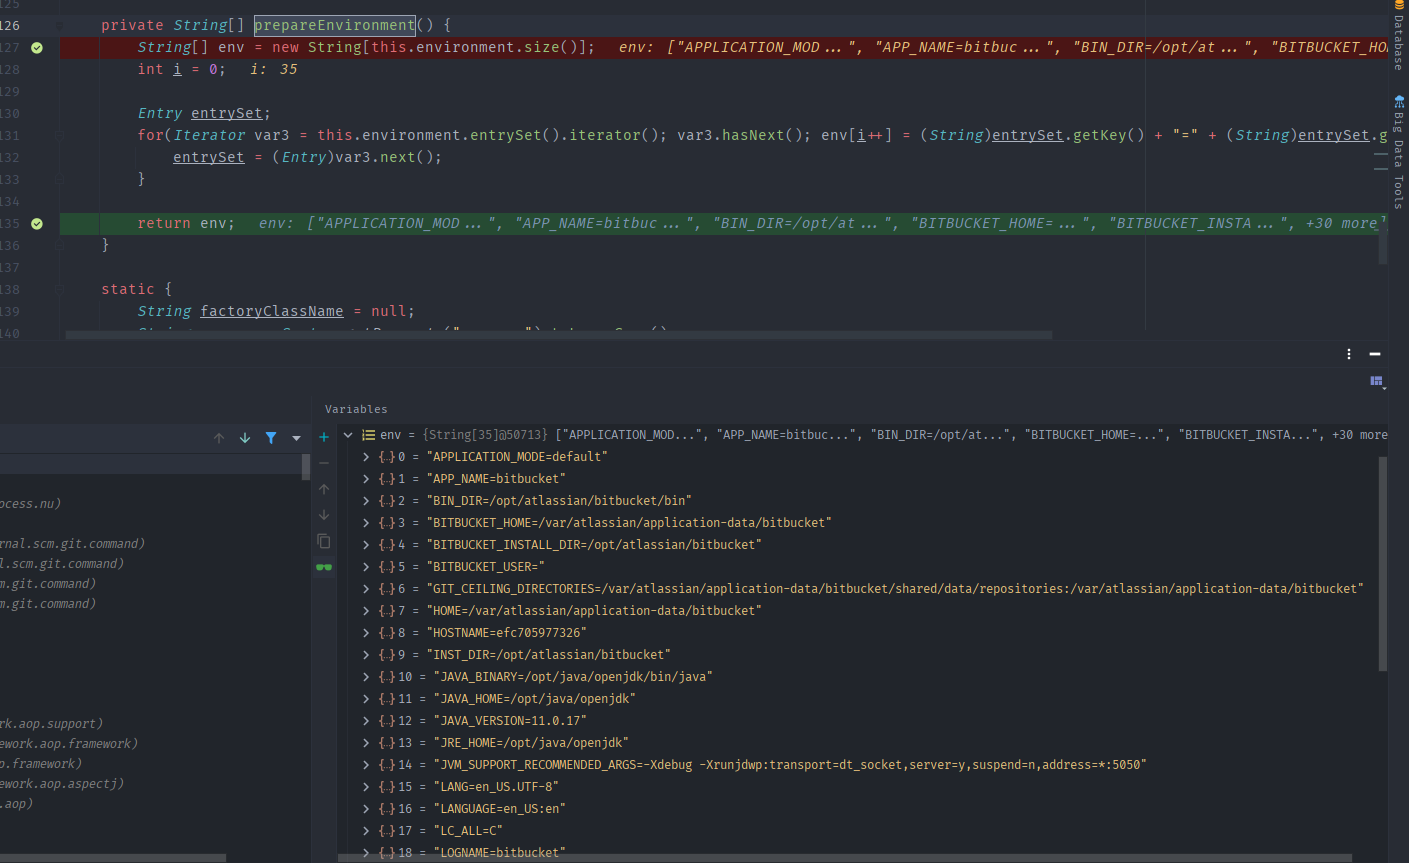 125
126 private String[] prepareEnvironment() {
127 String[] env = new String[this.environment.size()]; env: ["APPLICATION_MOD...", "APP_NAME=bitbuc...", "BIN_DIR=/opt/at...", "BITBUCKET_HO
128 int i = 0; i: 35
129
130 Entry entrySet;
131 for(Iterator var3 = this.environment.entrySet().iterator(); var3.hasNext(); env[i++] = (String)entrySet.getKey() + "=" + (String)entrySet.g
132 entrySet = (Entry)var3.next();
133 }
134
135 return env; env: ["APPLICATION_MOD...", "APP_NAME=bitbuc...", "BIN_DIR=/opt/at...", "BITBUCKET_HOME=...", "BITBUCKET_INSTA...", +30 more]
136 }
137
138 static {
139 String factoryClassName = null;
140
Database
Big Data Tools
ocess.nu)
rnal.scm.git.command)
l.scm.git.command)
m.git.command)
m.git.command)
rk.aop.support)
ework.aop.framework)
p.framework)
ework.aop.aspectj)
.aop)
Variables
env = {String[35]@50713} ["APPLICATION_MOD...", "APP_NAME=bitbuc...", "BIN_DIR=/opt/at...", "BITBUCKET_HOME=...", "BITBUCKET_INSTA...", +30 more
{...} 0 = "APPLICATION_MODE=default"
{...} 1 = "APP_NAME=bitbucket"
{...} 2 = "BIN_DIR=/opt/atlassian/bitbucket/bin"
{...} 3 = "BITBUCKET_HOME=/var/atlassian/application-data/bitbucket"
{...} 4 = "BITBUCKET_INSTALL_DIR=/opt/atlassian/bitbucket"
{...} 5 = "BITBUCKET_USER="
{...} 6 = "GIT_CEILING_DIRECTORIES=/var/atlassian/application-data/bitbucket/shared/data/repositories:/var/atlassian/application-data/bitbucket"
{...} 7 = "HOME=/var/atlassian/application-data/bitbucket"
{...} 8 = "HOSTNAME=efc705977326"
{...} 9 = "INST_DIR=/opt/atlassian/bitbucket"
{...} 10 = "JAVA_BINARY=/opt/java/openjdk/bin/java"
{...} 11 = "JAVA_HOME=/opt/java/openjdk"
{...} 12 = "JAVA_VERSION=11.0.17"
{...} 13 = "JRE_HOME=/opt/java/openjdk"
{...} 14 = "JVM_SUPPORT_RECOMMENDED_ARGS=-Xdebug -Xrunjdwp:transport=dt_socket,server=y,suspend=n,address=*:5050"
{...} 15 = "LANG=en_US.UTF-8"
{...} 16 = "LANGUAGE=en_US:en"
{...} 17 = "LC_ALL=C"
{...} 18 = "LOGNAME=bitbucket"